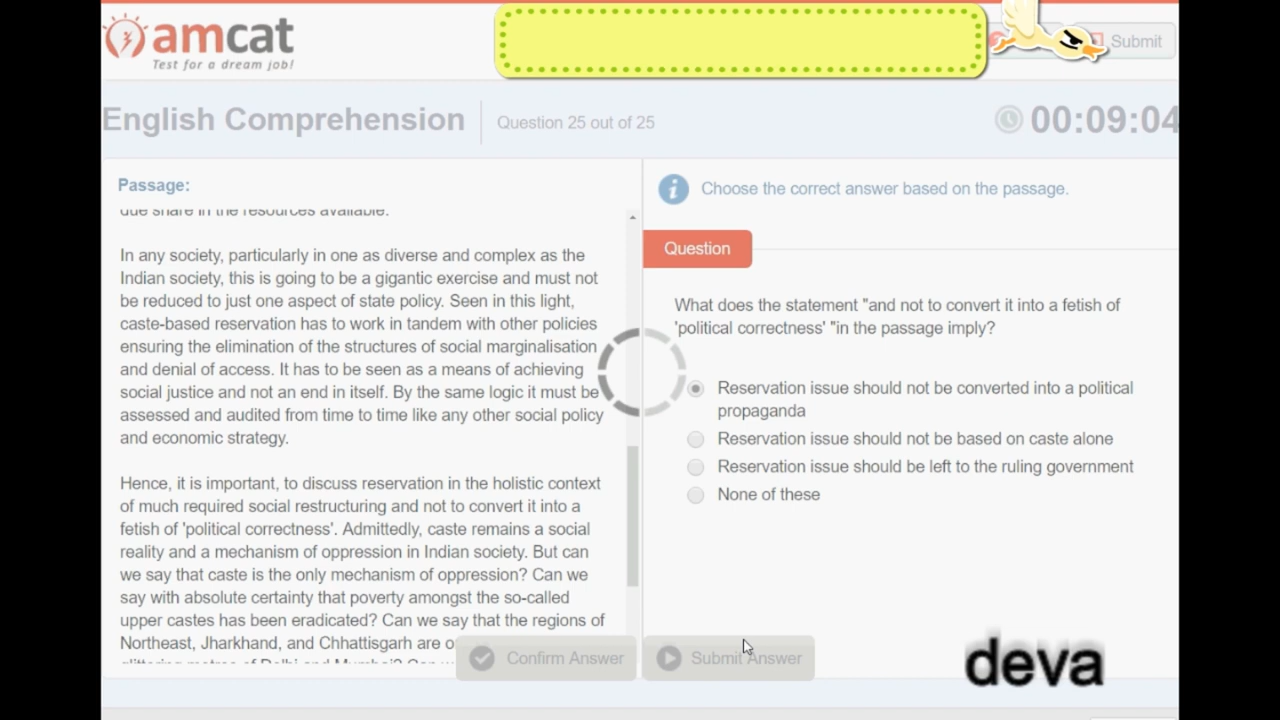 amcat
Test for a dream job!
Submit
English Comprehension
Question 25 out of 25
00:09:04
Passage:
due share in the resources available.
In any society, particularly in one as diverse and complex as the
Indian society, this is going to be a gigantic exercise and must not
be reduced to just one aspect of state policy. Seen in this light,
caste-based reservation has to work in tandem with other policies
ensuring the elimination of the structures of social marginalisation
and denial of access. It has to be seen as a means of achieving
social justice and not an end in itself. By the same logic it must be
assessed and audited from time to time like any other social policy
and economic strategy.
Hence, it is important, to discuss reservation in the holistic context
of much required social restructuring and not to convert it into a
fetish of 'political correctness'. Admittedly, caste remains a social
reality and a mechanism of oppression in Indian society. But can
we say that caste is the only mechanism of oppression? Can we
say with absolute certainty that poverty amongst the so-called
upper castes has been eradicated? Can we say that the regions of
Northeast, Jharkhand, and Chhattisgarh are
glittering metros of Delhi and Mumbai?
Choose the correct answer based on the passage.
Question
What does the statement "and not to convert it into a fetish of
'political correctness' "in the passage imply?
Reservation issue should not be converted into a political
propaganda
Reservation issue should not be based on caste alone
Reservation issue should be left to the ruling government
None of these
Confirm Answer
Submit Answer
deva